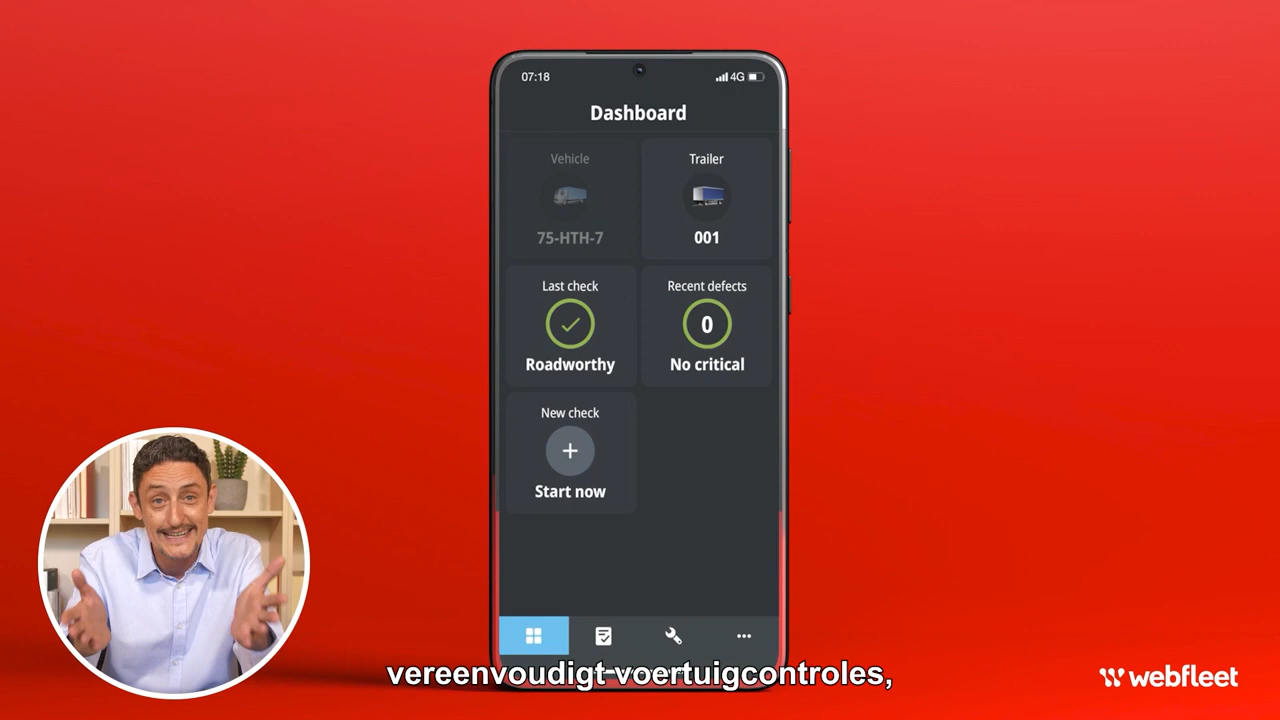 07:18
4G
Dashboard
Vehicle
75-HTH-7
Trailer
001
Last check
Roadworthy
Recent defects
0
No critical
New check
Start now
vereenvoudigt voertuigcontroles,
webfleet